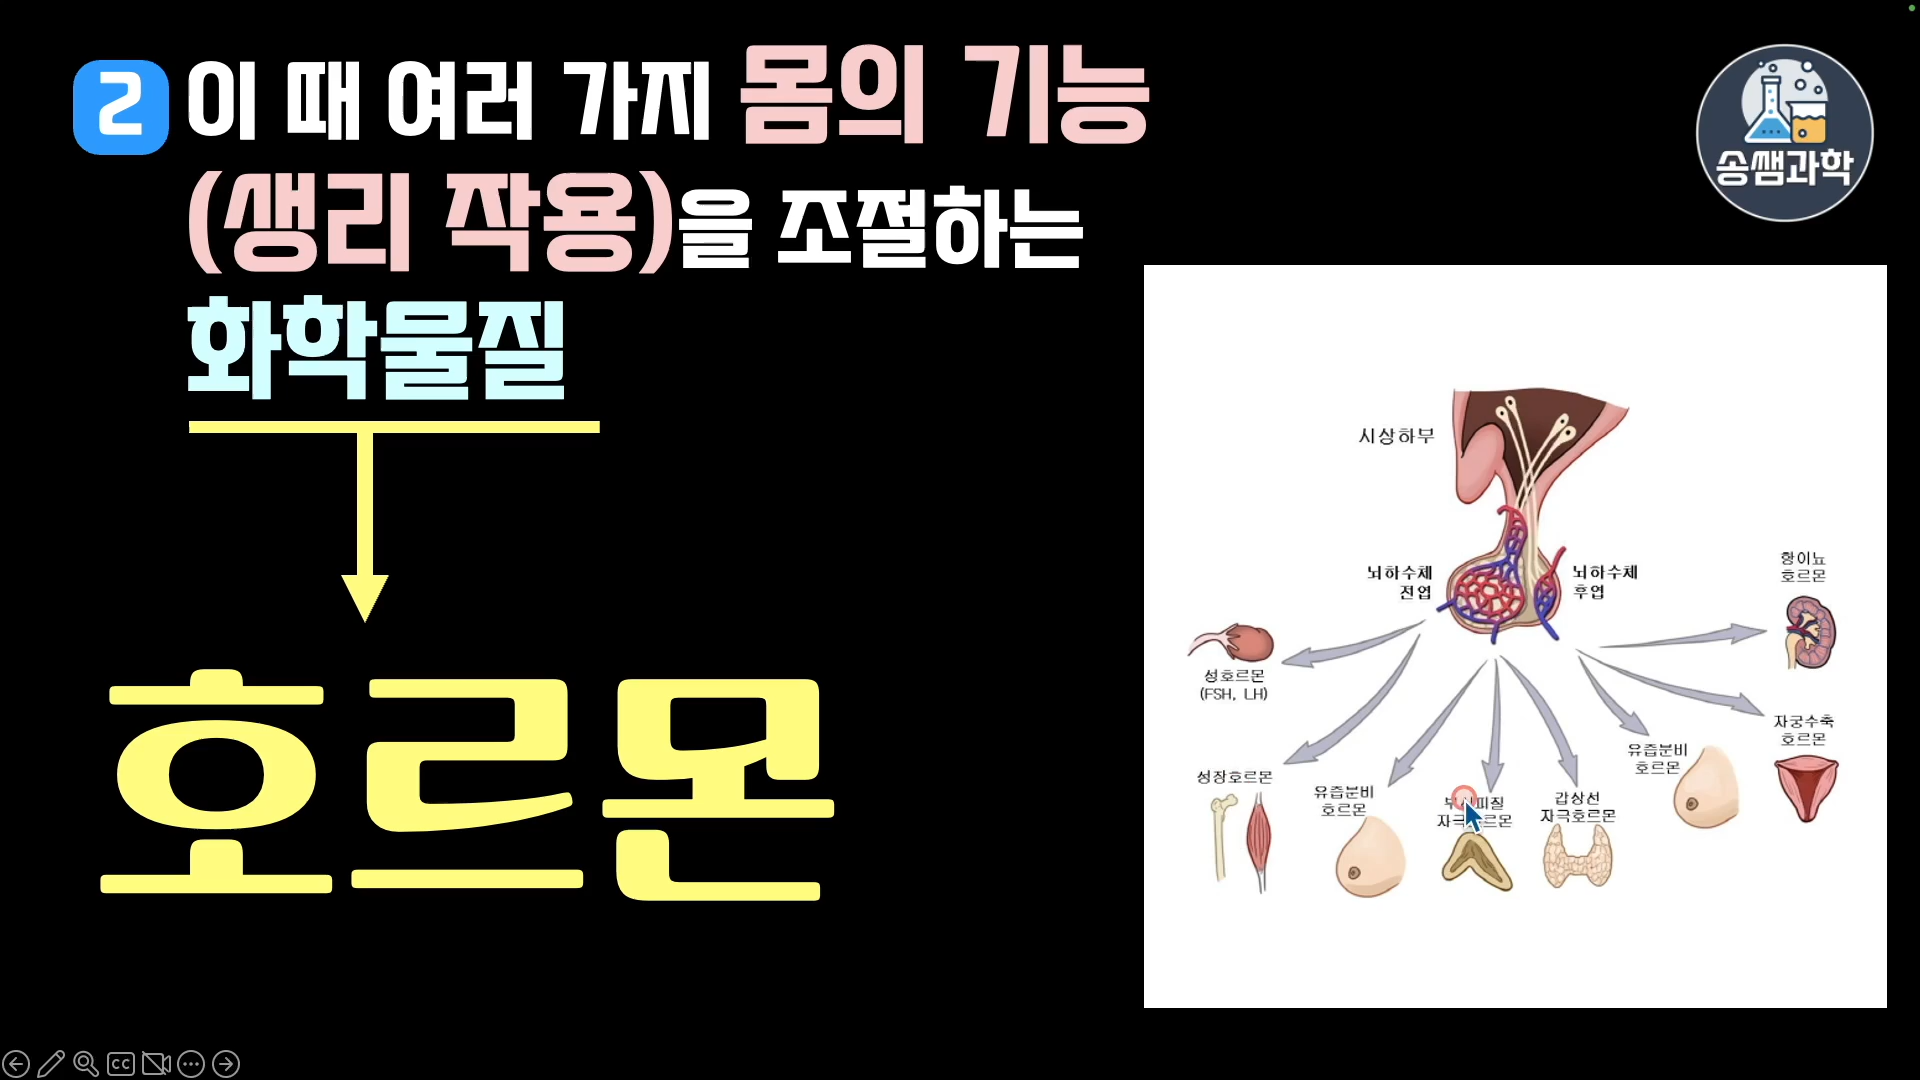 2 이 때 여러 가지 몸의 기능
(생리 작용)을 조절하는
화학물질
호르몬
송쌤과학
시상하부
뇌하수체
전엽
뇌하수체
후엽
항이뇨
호르몬
성호르몬
(FSH, LH)
자궁수축
호르몬
유즙분비
호르몬
성장호르몬
유즙분비
호르몬
갑상선
자극호르몬
CC